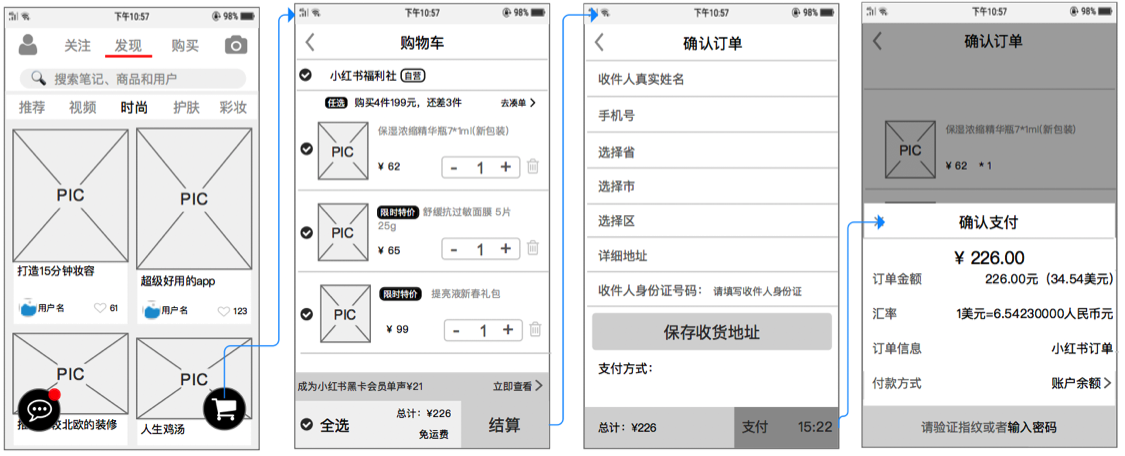 下午10:57
98%
关注
发现
购买
搜索笔记、商品和用户
推荐
视频
时尚
护肤
彩妆
PIC
PIC
打造15分钟妆容
超级好用的app
用户名
61
用户名
123
PIC
PIC
较北欧的装修
人生鸡汤
下午10:57
98%
购物车
小红书福利社
自营
任选
购买4件199元，还差3件
去凑单
PIC
保湿浓缩精华瓶7*1ml(新包装)
¥ 62
- 1 +
PIC
限时特价
舒缓抗过敏面膜 5片
25g
¥ 65
- 1 +
PIC
限时特价
提亮液新春礼包
¥ 99
- 1 +
成为小红书黑卡会员单声¥21
立即查看
全选
总计：¥226
免运费
结算
下午10:57
98%
确认订单
收件人真实姓名
手机号
选择省
选择市
选择区
详细地址
收件人身份证号码：
请填写收件人身份证
保存收货地址
支付方式：
总计：¥226
支付
15:22
下午10:57
98%
确认订单
PIC
保湿浓缩精华瓶7*1ml(新包装)
¥ 62
* 1
确认支付
¥ 226.00
订单金额
226.00元（34.54美元）
汇率
1美元=6.54230000人民币元
订单信息
小红书订单
付款方式
账户余额
请验证指纹或者输入密码